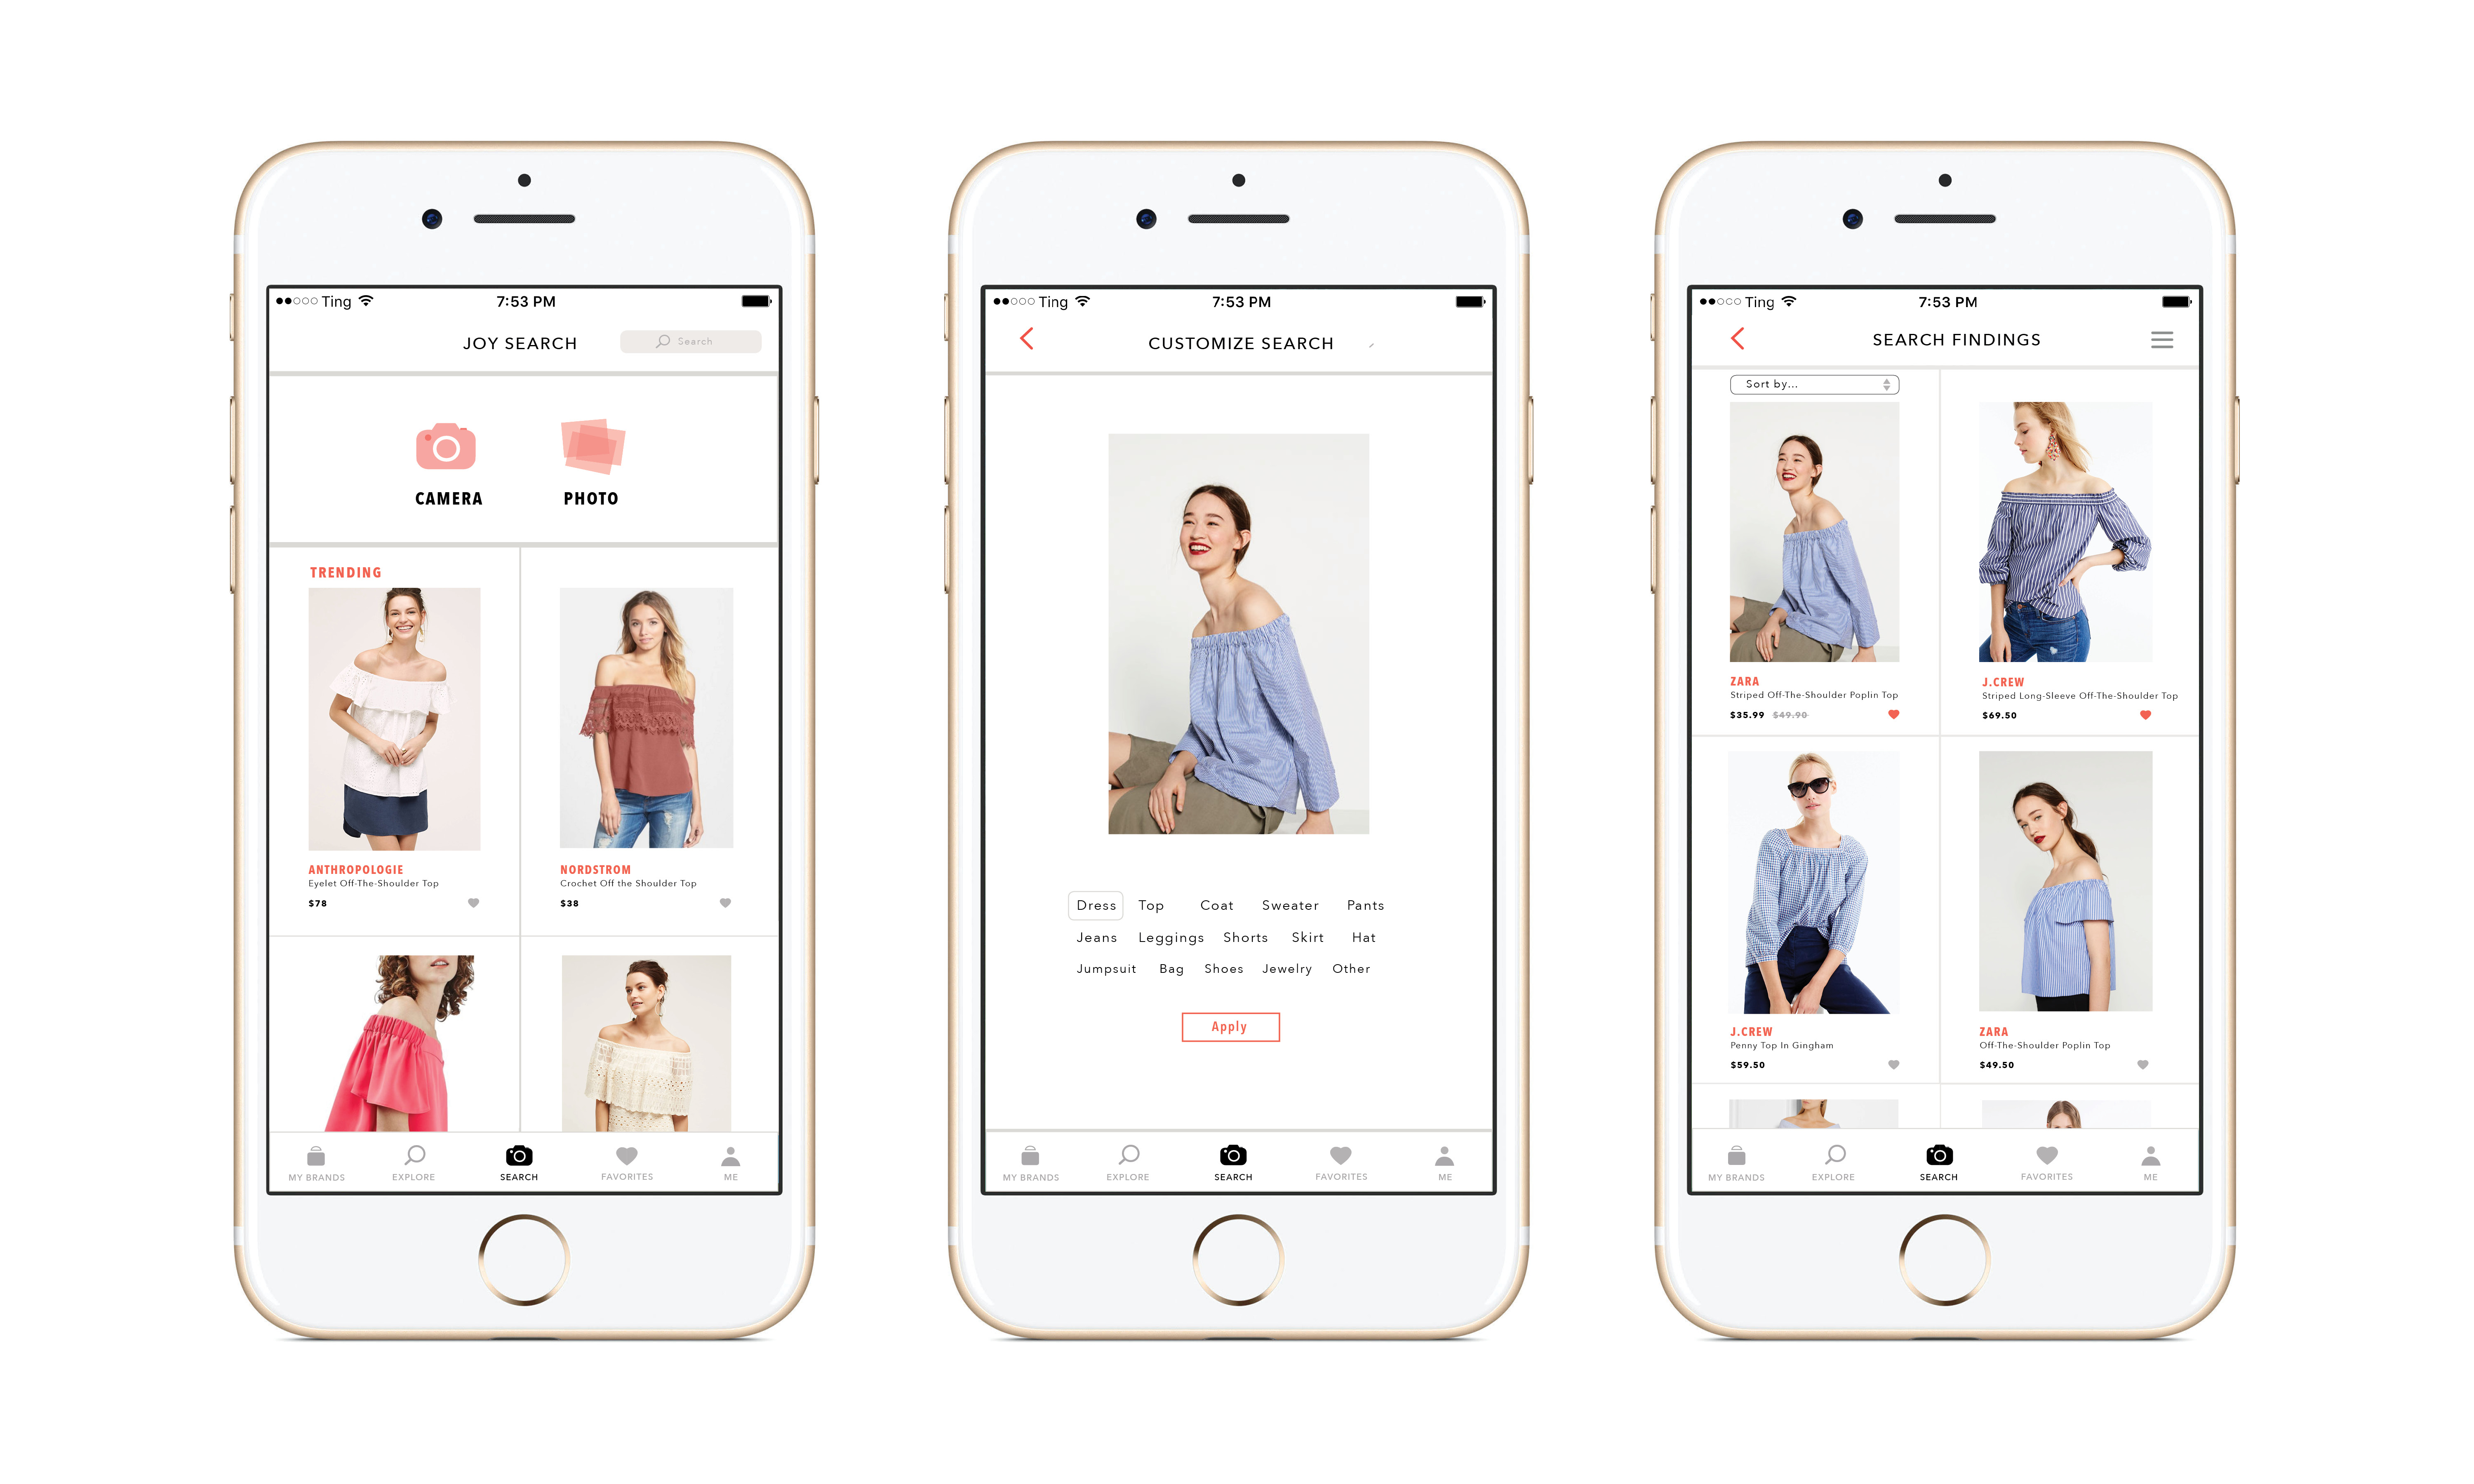 Ting 7:53 PM
JOY SEARCH Search
CAMERA PHOTO
TRENDING
ANTHROPOLOGIE
Eyelet Off-The-Shoulder Top
$78
NORDSTROM
Crochet Off the Shoulder Top
$38
MY BRANDS EXPLORE SEARCH FAVORITES ME
Ting 7:53 PM
CUSTOMIZE SEARCH
Dress Top Coat Sweater Pants
Jeans Leggings Shorts Skirt Hat
Jumpsuit Bag Shoes Jewelry Other
Apply
MY BRANDS EXPLORE SEARCH FAVORITES ME
Ting 7:53 PM
SEARCH FINDINGS
Sort by...
ZARA
Striped Off-The-Shoulder Poplin Top
$35.99 $49.90
J.CREW
Striped Long-Sleeve Off-The-Shoulder Top
$69.50
J.CREW
Penny Top In Gingham
$59.50
ZARA
Off-The-Shoulder Poplin Top
$49.50
MY BRANDS EXPLORE SEARCH FAVORITES ME